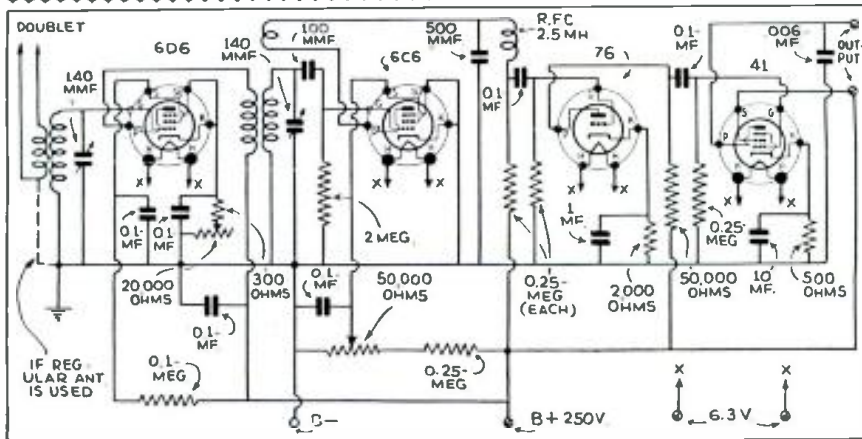 DOUBLET
6D6
140
MMF
140
MMF
100
MMF
6C6
500
MMF
R.F.C
2.5 MH
76
0.1-
MF
.006
MF
OUT-
PUT
41
0.1
MF
S
G
P
X
X
X
X
X
X
X
X
0.1-
MF
0.1
MF
2 MEG
1
MF.
0.25-
MEG
20,000
OHMS
300
OHMS
0.1-
MF
50,000
OHMS
0.25-
MEG
(EACH)
2,000
OHMS
50,000
OHMS
10
MF.
500
OHMS
0.1-
MF
IF REG-
ULAR ANT
IS USED
0.1-
MEG
0.25-
MEG
X
X
B-
B+ 250V
6.3 V